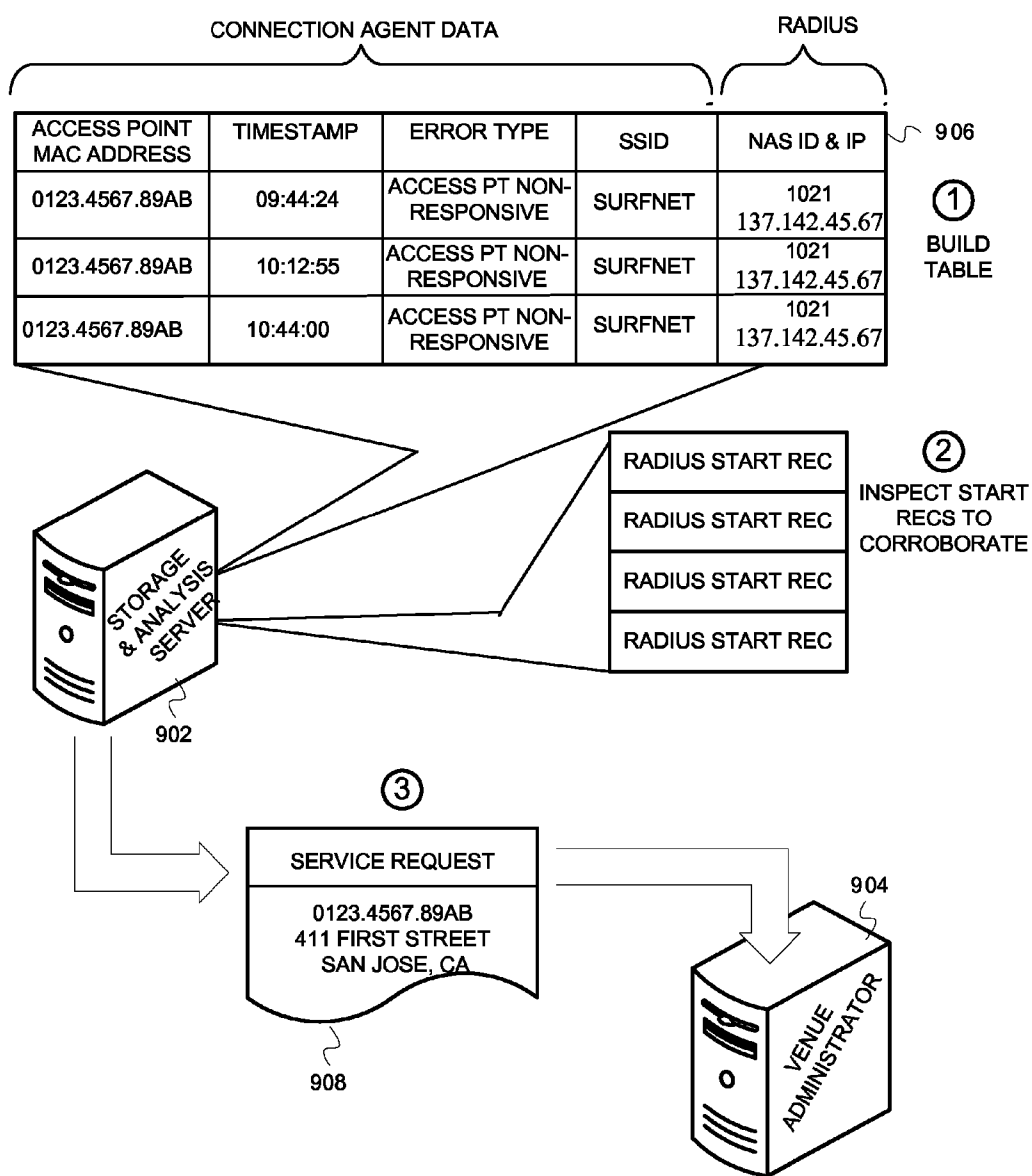 CONNECTION AGENT DATA
RADIUS
ACCESS POINT
MAC ADDRESS
TIMESTAMP
ERROR TYPE
SSID
NAS ID & IP
906
0123.4567.89AB
09:44:24
ACCESS PT NON-
RESPONSIVE
SURFNET
1021
137.142.45.67
0123.4567.89AB
10:12:55
ACCESS PT NON-
RESPONSIVE
SURFNET
1021
137.142.45.67
0123.4567.89AB
10:44:00
ACCESS PT NON-
RESPONSIVE
SURFNET
1021
137.142.45.67
1
BUILD
TABLE
RADIUS START REC
RADIUS START REC
RADIUS START REC
RADIUS START REC
2
INSPECT START
RECS TO
CORROBORATE
STORAGE
& ANALYSIS
SERVER
902
3
SERVICE REQUEST
0123.4567.89AB
411 FIRST STREET
SAN JOSE, CA
908
904
VENUE
ADMINISTRATOR